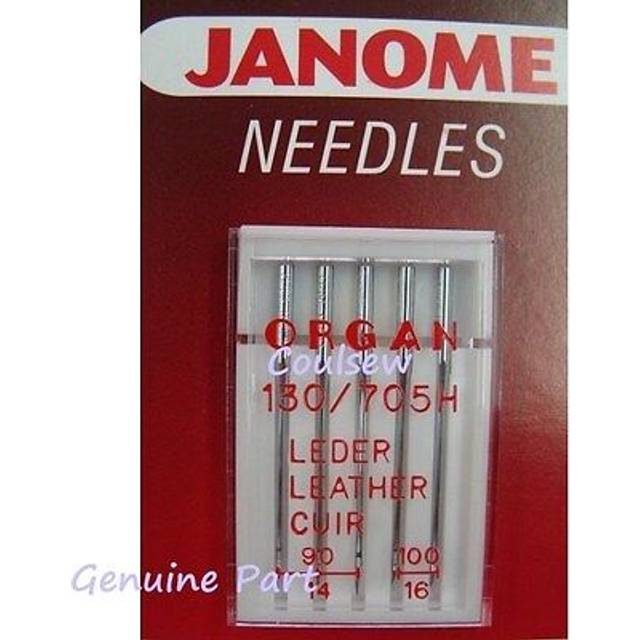 JANOME
NEEDLES
ORGAN
Coulsew
130/705H
LEDER
LEATHER
CUIR
90 100
14 16
Genuine Part